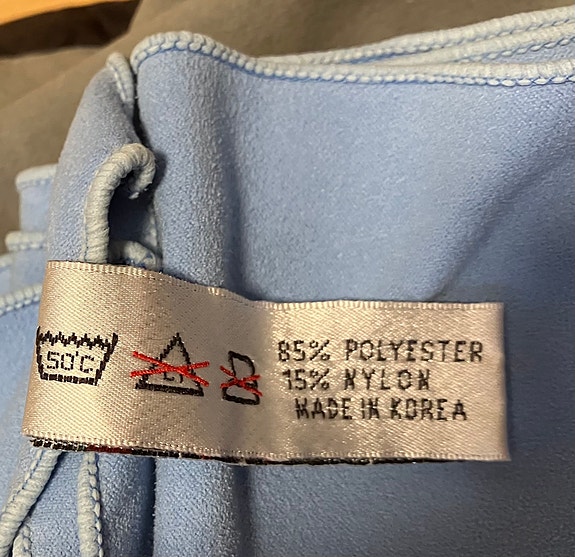 50°C
85% POLYESTER
15% NYLON
MADE IN KOREA